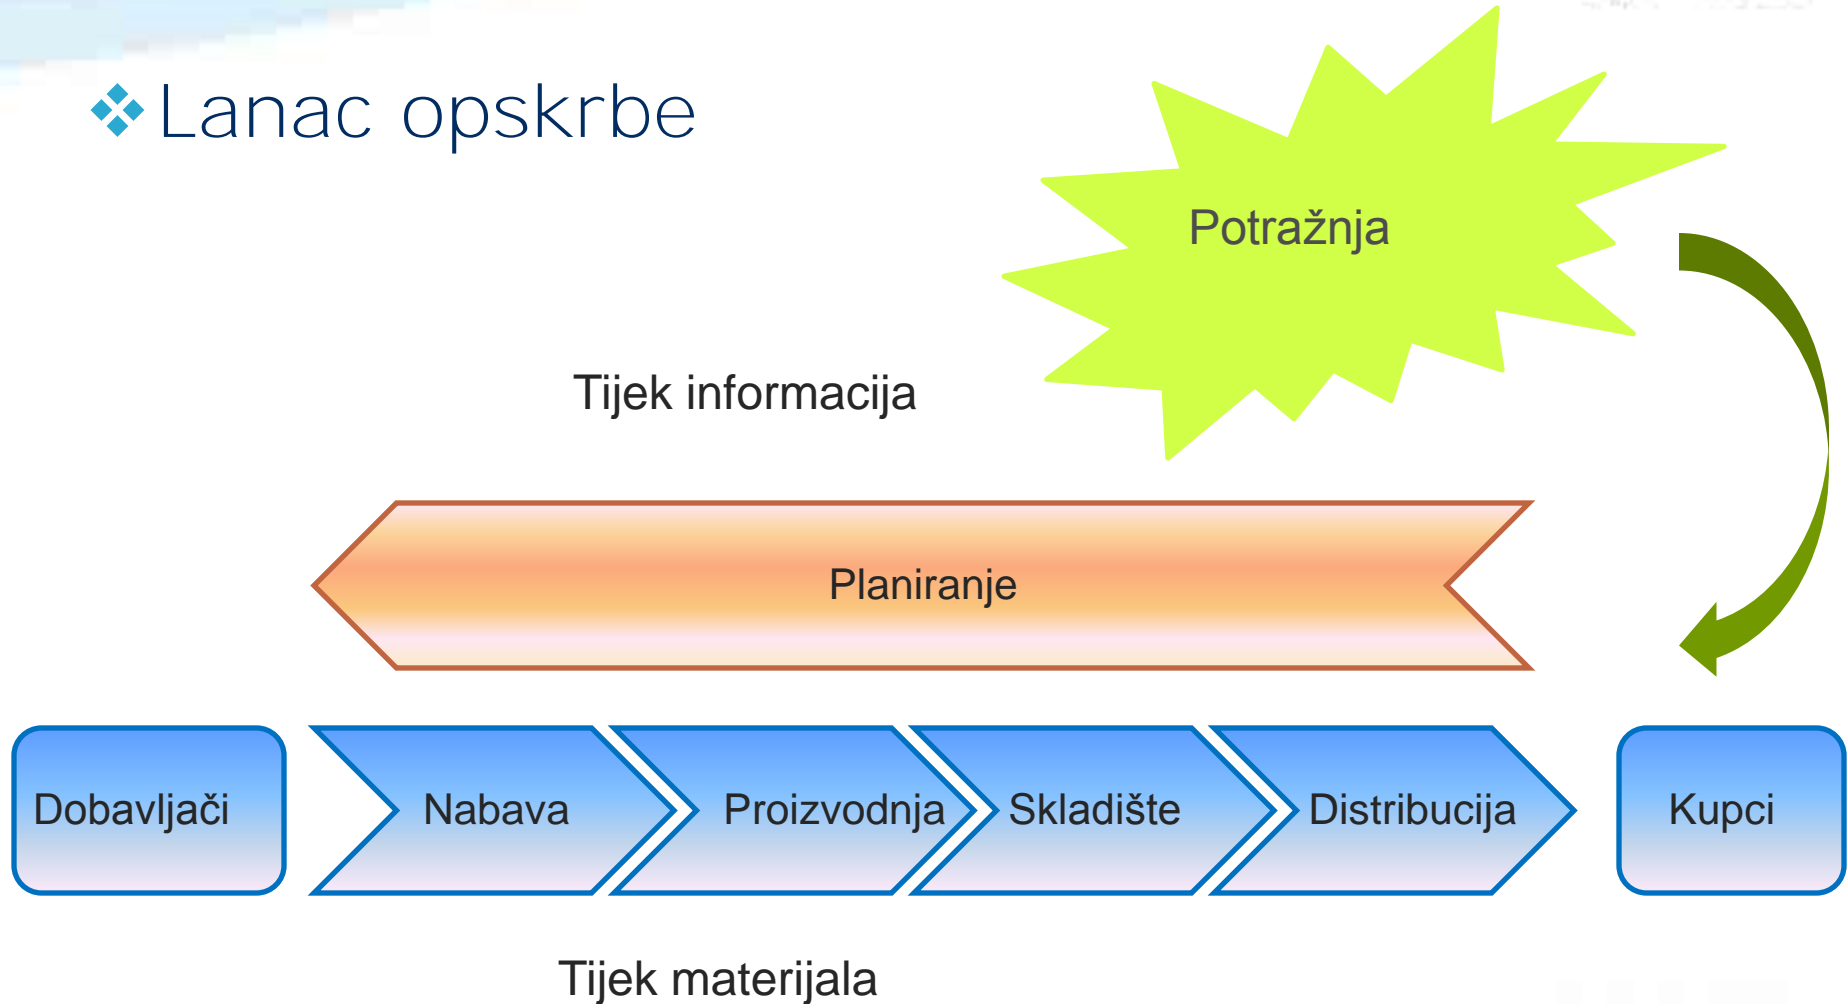 Lanac opskrbe
Potražnja
Tijek informacija
Planiranje
Dobavljači
Nabava
Proizvodnja
Skladište
Distribucija
Kupci
Tijek materijala